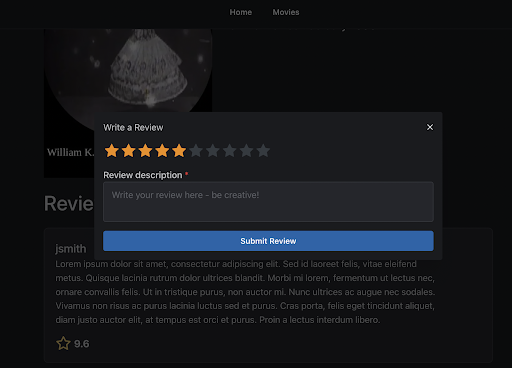 Home Movies
Write a Review ×
William K.
Review description *
Write your review here - be creative!
Revie
Submit Review
jsmith
Lorem ipsum dolor sit amet, consectetur adipiscing elit. Sed id laoreet felis, vitae eleifend
metus. Quisque lacinia rutrum dolor ultrices blandit. Morbi mi lorem, fermentum ut lectus nec,
ornare convallis felis. Ut in tristique purus, non auctor mi. Nunc ultrices ac augue nec sodales.
Vivamus non risus ac purus lacinia luctus sed et purus. Cras porta, felis eget tincidunt aliquet,
diam justo auctor elit, at tempus est orci et purus. Proin a lectus interdum libero.
9.6